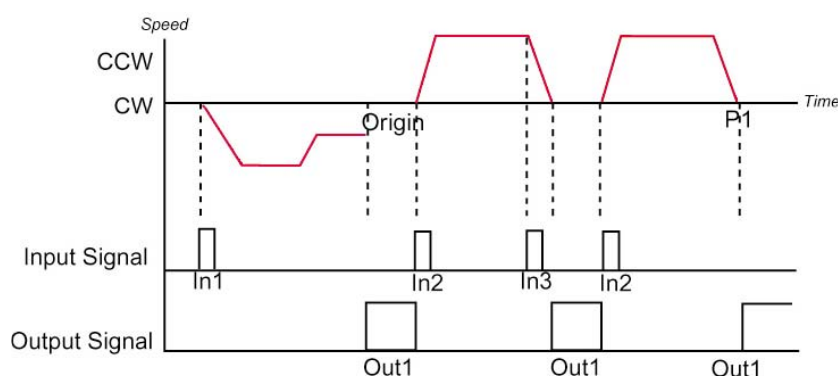 Speed
CCW
CW
Time
Origin
P1
Input Signal
In1
In2
In3
In2
Output Signal
Out1
Out1
Out1